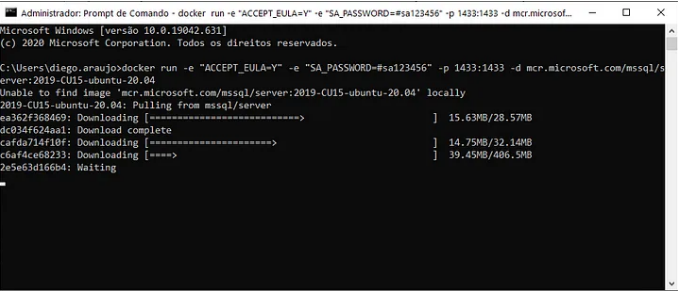 Administrador: Prompt de Comando - docker run -e "ACCEPT_EULA=Y" -e "SA_PASSWORD=#sa123456" -p 1433:1433 -d mcr.microsof...
Microsoft Windows [versão 10.0.19042.631]
(c) 2020 Microsoft Corporation. Todos os direitos reservados.
C:\Users\diego.araujo>docker run -e "ACCEPT_EULA=Y" -e "SA_PASSWORD=#sa123456" -p 1433:1433 -d mcr.microsoft.com/mssql/s
erver:2019-CU15-ubuntu-20.04
Unable to find image 'mcr.microsoft.com/mssql/server:2019-CU15-ubuntu-20.04' locally
2019-CU15-ubuntu-20.04: Pulling from mssql/server
ea362f368469: Downloading [===========================>                       ]  15.63MB/28.57MB
dc034f624aa1: Download complete
cafda714f10f: Downloading [======================>                            ]  14.75MB/32.14MB
c6af4ce68233: Downloading [====>                                              ]  39.45MB/406.5MB
2e5e63d166b4: Waiting